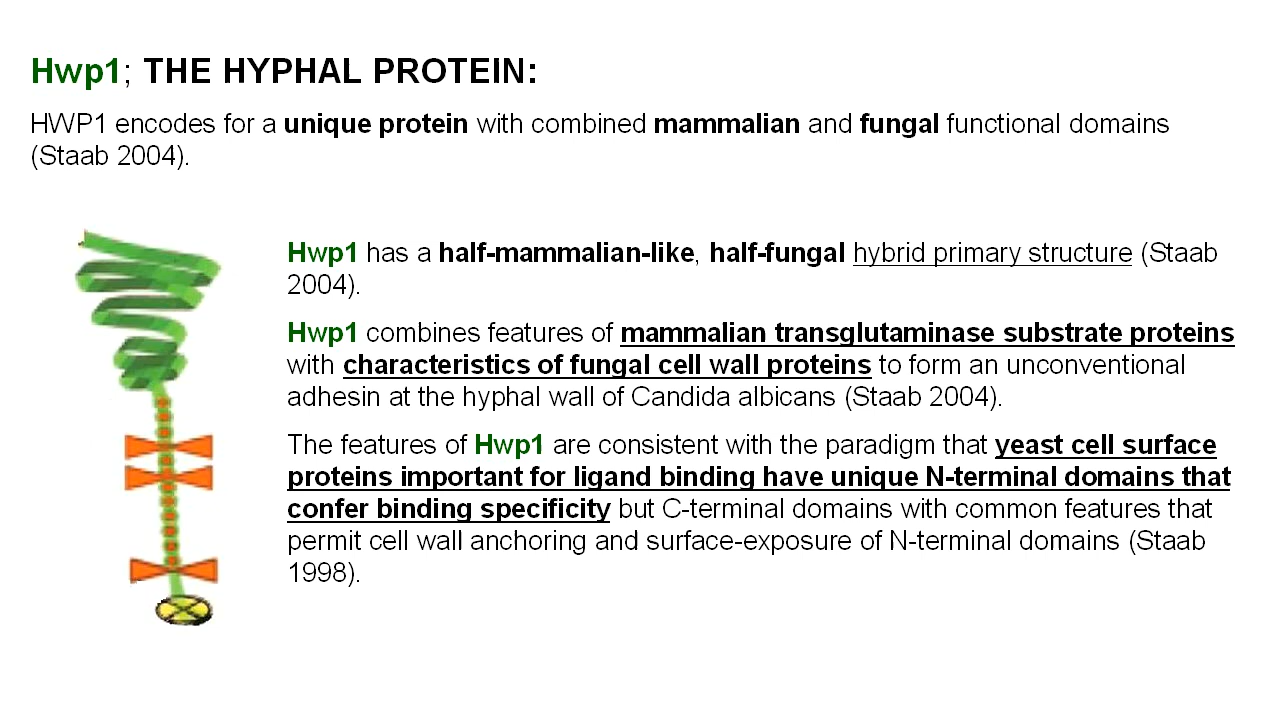 Hwp1; THE HYPHAL PROTEIN:
HWP1 encodes for a unique protein with combined mammalian and fungal functional domains
(Staab 2004).
Hwp1 has a half-mammalian-like, half-fungal hybrid primary structure (Staab
2004).
Hwp1 combines features of mammalian transglutaminase substrate proteins
with characteristics of fungal cell wall proteins to form an unconventional
adhesin at the hyphal wall of Candida albicans (Staab 2004).
The features of Hwp1 are consistent with the paradigm that yeast cell surface
proteins important for ligand binding have unique N-terminal domains that
confer binding specificity but C-terminal domains with common features that
permit cell wall anchoring and surface-exposure of N-terminal domains (Staab
1998).